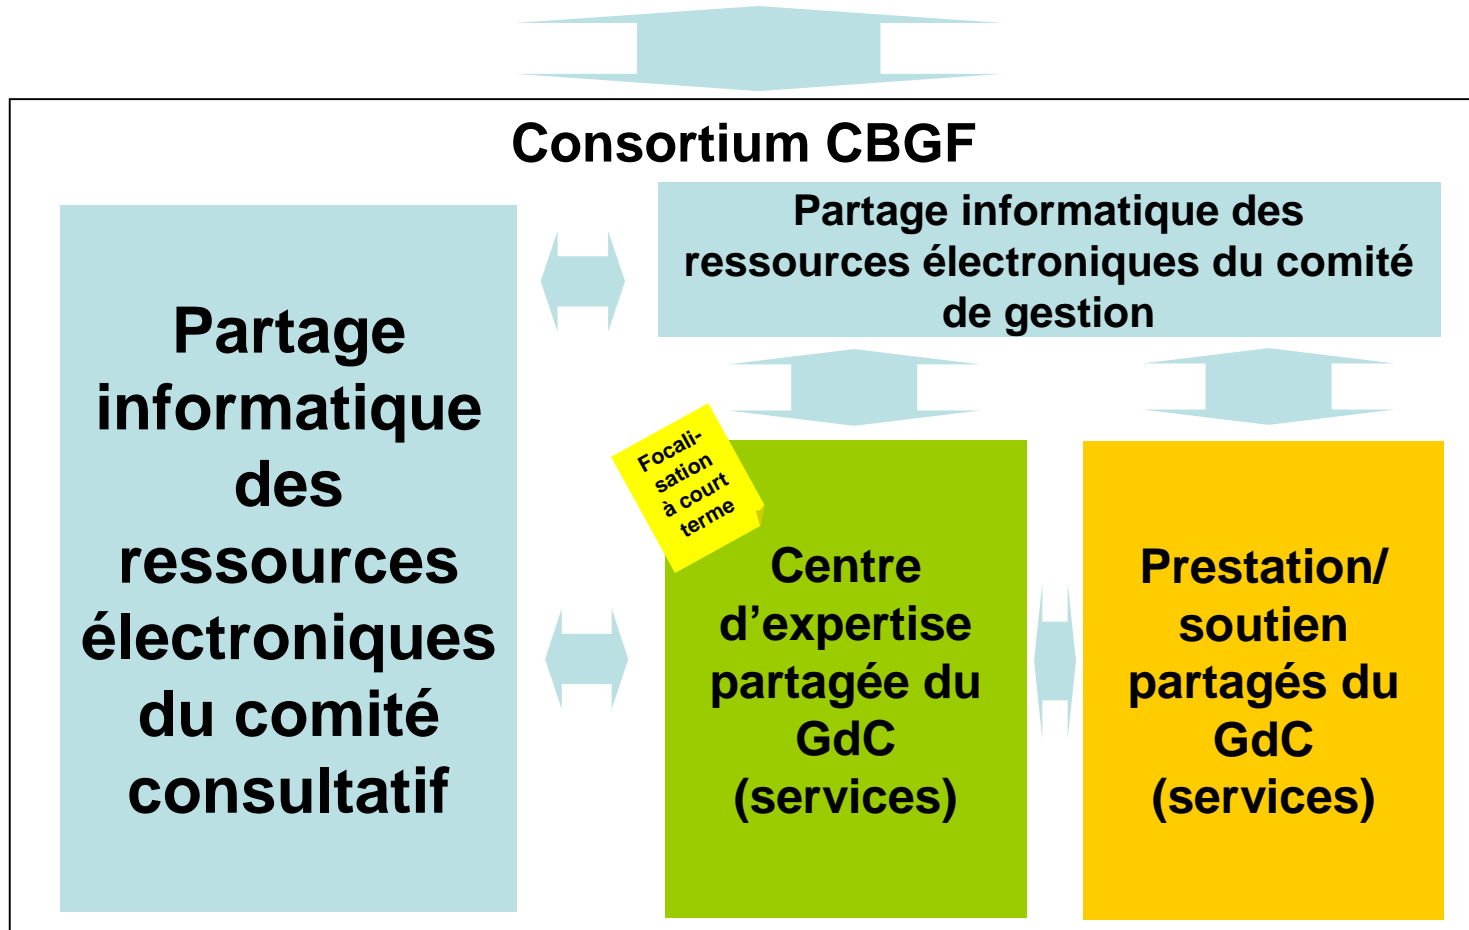 Consortium CBGF
Partage
informatique
des
ressources
électroniques
du comité
consultatif
Partage informatique des
ressources électroniques du comité
de gestion
Focali-
sation
à court
terme
Centre
d’expertise
partagée du
GdC
(services)
Prestation/
soutien
partagés du
GdC
(services)